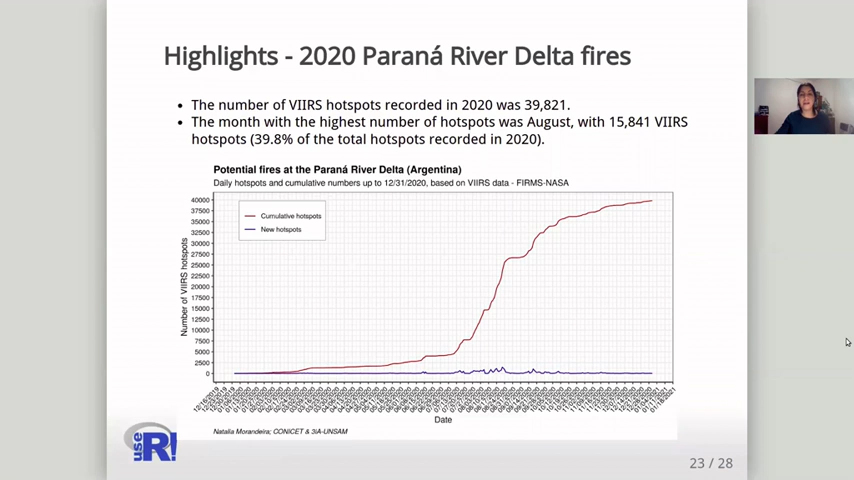 Highlights - 2020 Paraná River Delta fires
• The number of VIIRS hotspots recorded in 2020 was 39,821.
• The month with the highest number of hotspots was August, with 15,841 VIIRS
hotspots (39.8% of the total hotspots recorded in 2020).
Potential fires at the Paraná River Delta (Argentina)
Daily hotspots and cumulative numbers up to 12/31/2020, based on VIIRS data - FIRMS-NASA
Number of VIIRS hotspots
40000
37500
35000
32500
30000
27500
25000
22500
20000
17500
15000
12500
10000
7500
5000
2500
0
Cumulative hotspots
New hotspots
Date
Natalia Morandeira; CONICET & 3iA-UNSAM
useR!
23 / 28